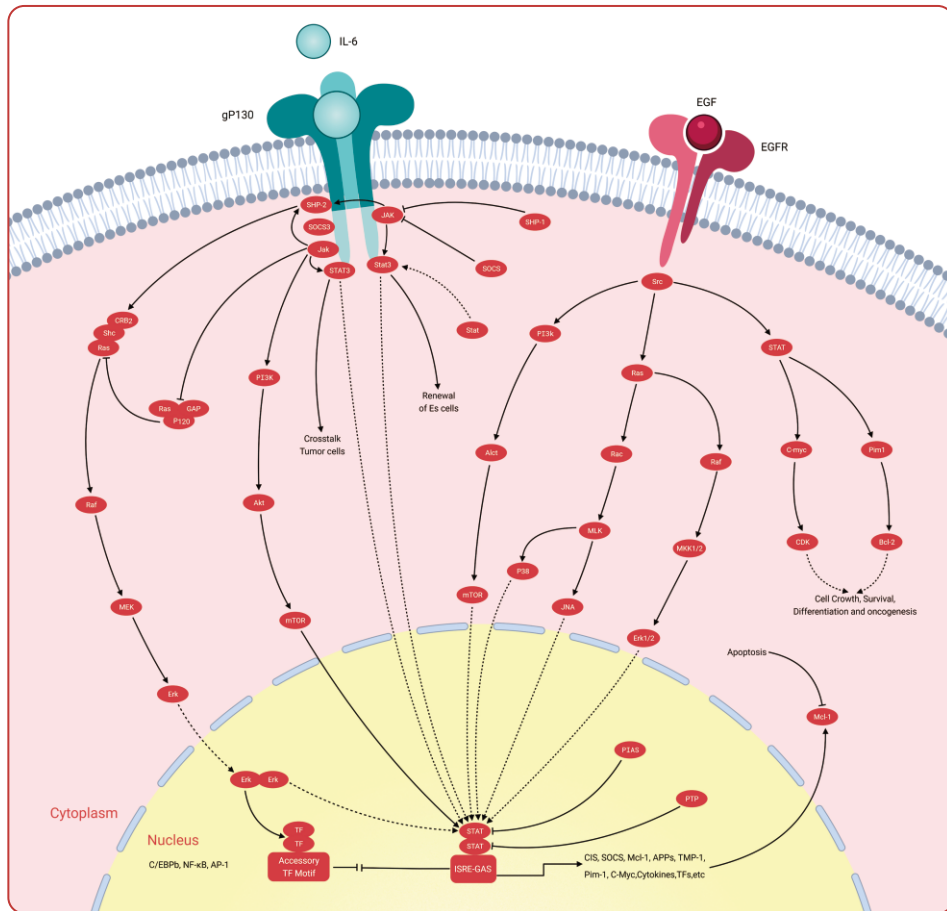 IL-6
gP130
EGF
EGFR
SHP-2
JAK
SHP-1
SOCS3
Jak
STAT3
Stat3
SOCS
Src
CRB2
Shc
Ras
Stat
PI3k
STAT
PI3K
Ras
Ras
GAP
P120
Renewal
of Es cells
Crosstalk
Tumor cells
Alct
Rac
Raf
C-myc
Pim1
Raf
Akt
MLK
MKK1/2
CDK
Bcl-2
P38
mTOR
JNA
Cell Growth, Survival,
Differentiation and oncogenesis
MEK
mTOR
Erk1/2
Apoptosis
Erk
Mcl-1
PIAS
Erk
Erk
PTP
Cytoplasm
Nucleus
TF
TF
STAT
STAT
C/EBPb, NF-κB, AP-1
Accessory
TF Motif
ISRE-GAS
CIS, SOCS, Mcl-1, APPs, TMP-1,
Pim-1, C-Myc,Cytokines,TFs,etc